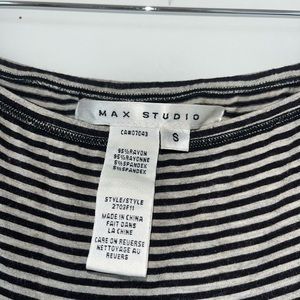 MAX STUDIO
S
CA#07043
95%RAYON
95%RAYONNE
5%SPANDEX
5%SPANDEX
STYLE/STYLE
2703F11
MADE IN CHINA
FAIT DANS
LA CHINE
CARE ON REVERSE
NETTOYAGE AU
REVERS